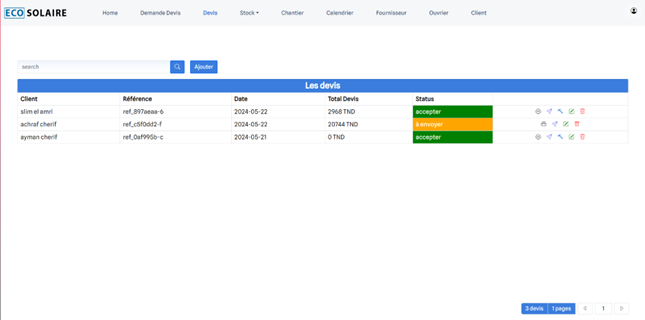 ECO SOLAIRE Home Demande Devis Devis Stock Chantier Calendrier Fournisseur Ouvrier Client
search Ajouter
Les devis
Client Référence Date Total Devis Status
slim el amri ref_897aeaa-6 2024-05-22 2968 TND accepter
achraf cherif ref_c5f0dd2-f 2024-05-22 20744 TND à envoyer
ayman cherif ref_0af995b-c 2024-05-21 0 TND accepter
3 devis 1 pages « 1 »